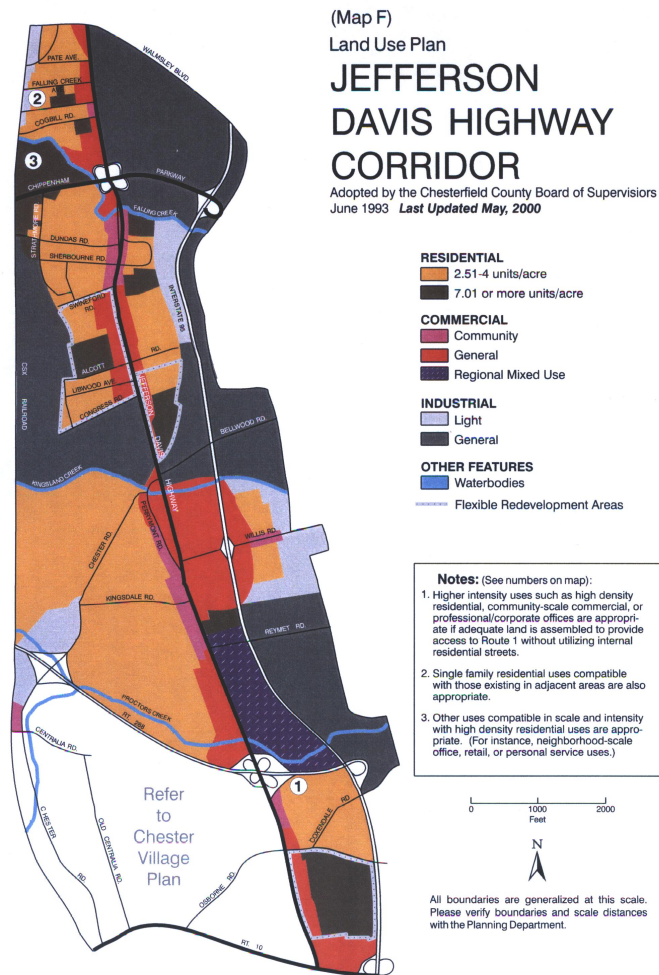 (Map F)
Land Use Plan
JEFFERSON
DAVIS HIGHWAY
CORRIDOR
Adopted by the Chesterfield County Board of Supervisiors
June 1993 Last Updated May, 2000
RESIDENTIAL
2.51-4 units/acre
7.01 or more units/acre
COMMERCIAL
Community
General
Regional Mixed Use
INDUSTRIAL
Light
General
OTHER FEATURES
Waterbodies
Flexible Redevelopment Areas
Notes: (See numbers on map):
1. Higher intensity uses such as high density
residential, community-scale commercial, or
professional/corporate offices are appropri-
ate if adequate land is assembled to provide
access to Route 1 without utilizing internal
residential streets.
2. Single family residential uses compatible
with those existing in adjacent areas are also
appropriate.
3. Other uses compatible in scale and intensity
with high density residential uses are appro-
priate. (For instance, neighborhood-scale
office, retail, or personal service uses.)
0 1000 2000
Feet
N
All boundaries are generalized at this scale.
Please verify boundaries and scale distances
with the Planning Department.
WALMSLEY BLVD.
PATE AVE.
FALLING CREEK
A
2
COGBILL RD.
3
CHIPPENHAM
PARKWAY
FALLING CREEK
STRATHMORE RD.
DUNDAS RD.
SHERBOURNE RD.
INTERSTATE 95
SWINEFORD
RD.
ALCOTT
RD.
CSX
RAILROAD
CONGRESS RD.
JEFFERSON
DAVIS
HIGHWAY
BELLWOOD RD.
KINGSLAND CREEK
PERRYMONT RD.
CHESTER RD.
WILLIS RD.
KINGSDALE RD.
REYMET RD.
PROCTORS CREEK
RT. 288
CENTRALIA RD.
1
Refer
to
Chester
Village
Plan
COXENDALE
RD.
CHESTER
RD.
OLD
CENTRALIA
RD.
OSBORNE
RD.
RT. 10